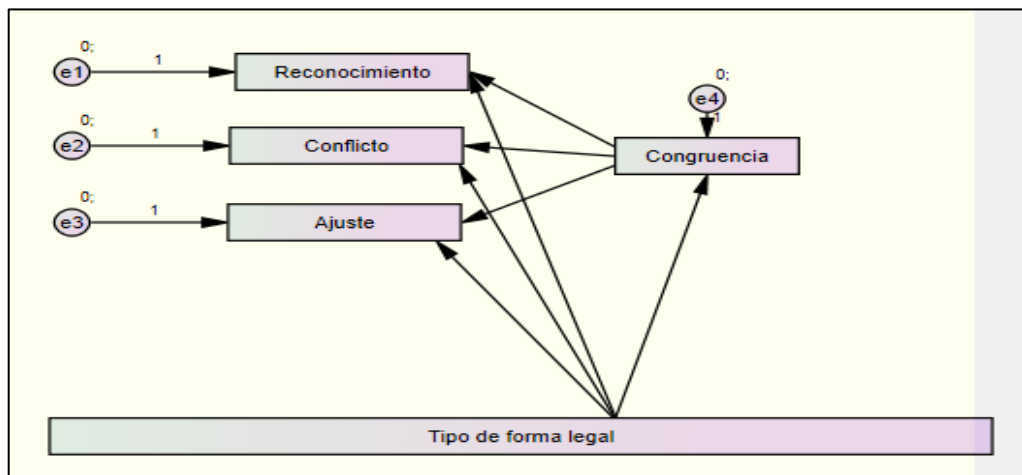 0;
e1
1
Reconocimiento
0;
e2
1
Conflicto
0;
e3
1
Ajuste
0;
e4
1
Congruencia
Tipo de forma legal